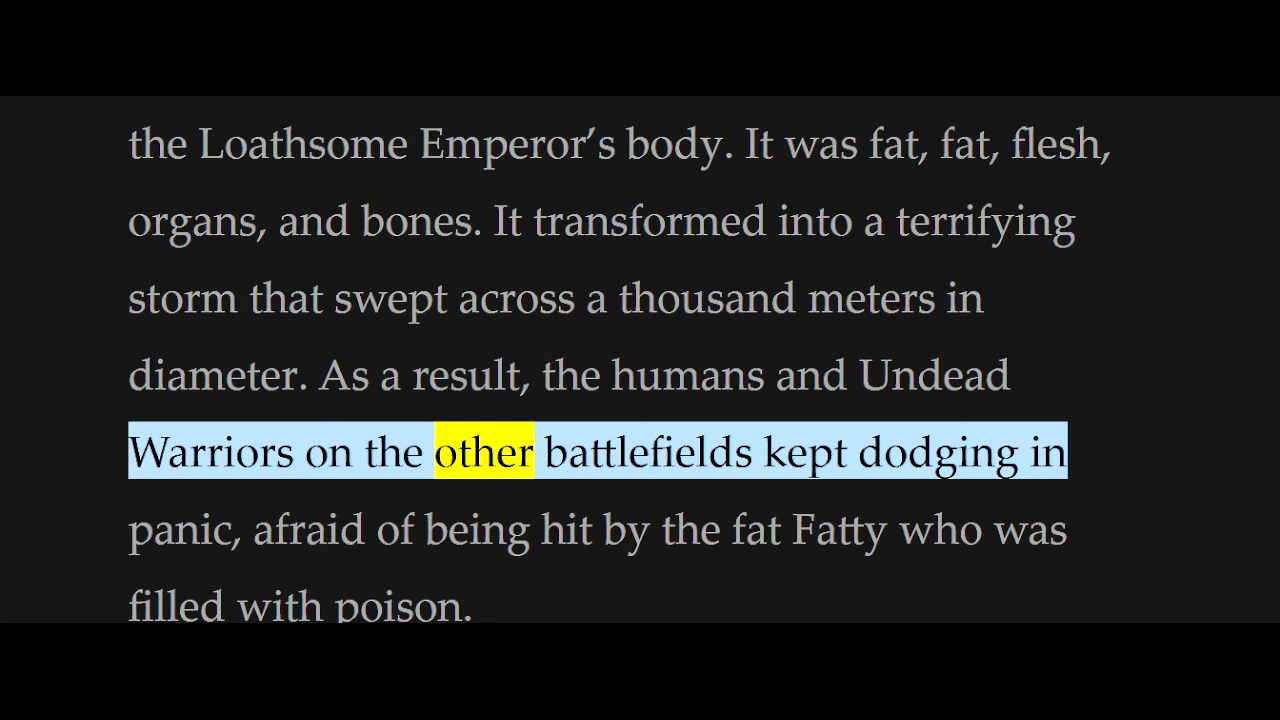 the Loathsome Emperor’s body. It was fat, fat, flesh,
organs, and bones. It transformed into a terrifying
storm that swept across a thousand meters in
diameter. As a result, the humans and Undead
Warriors on the other battlefields kept dodging in
panic, afraid of being hit by the fat Fatty who was
filled with poison.